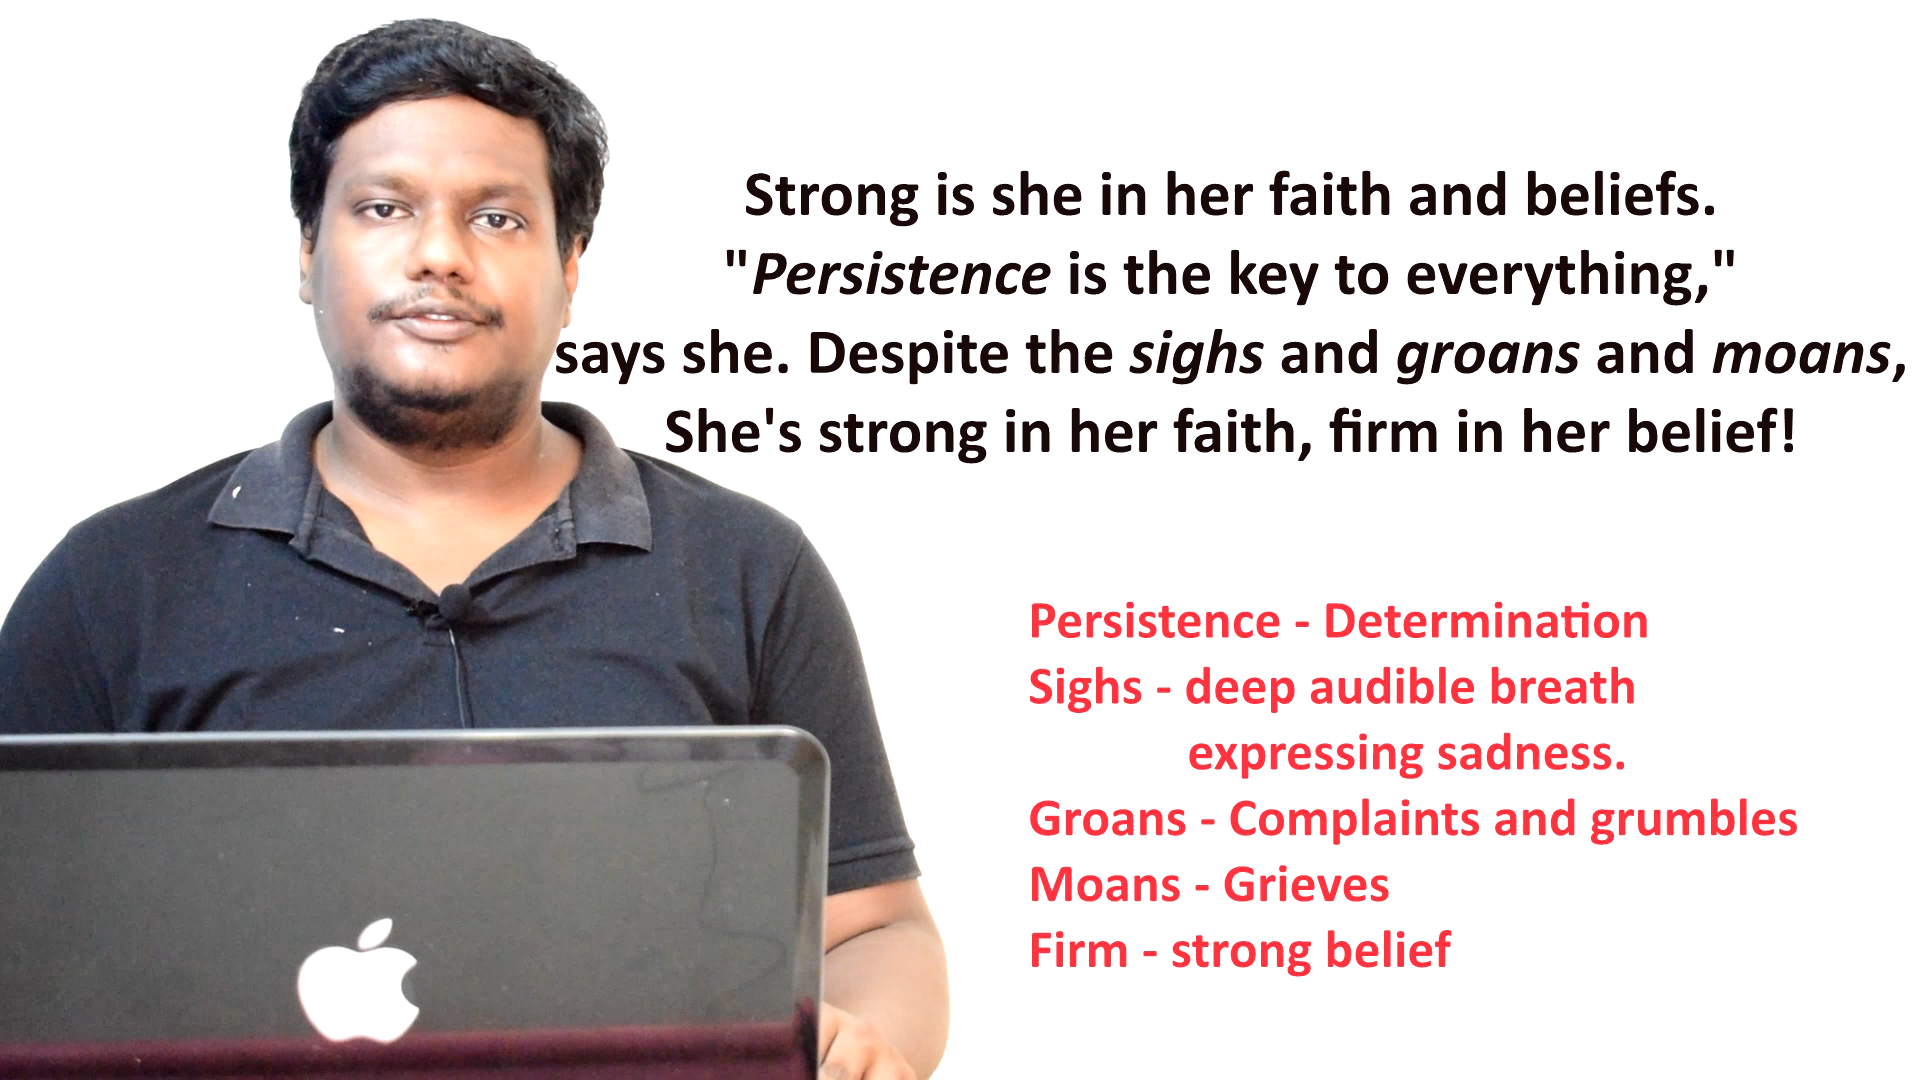 Strong is she in her faith and beliefs.
"Persistence is the key to everything,"
says she. Despite the sighs and groans and moans,
She's strong in her faith, firm in her belief!
Persistence - Determination
Sighs - deep audible breath
expressing sadness.
Groans - Complaints and grumbles
Moans - Grieves
Firm - strong belief